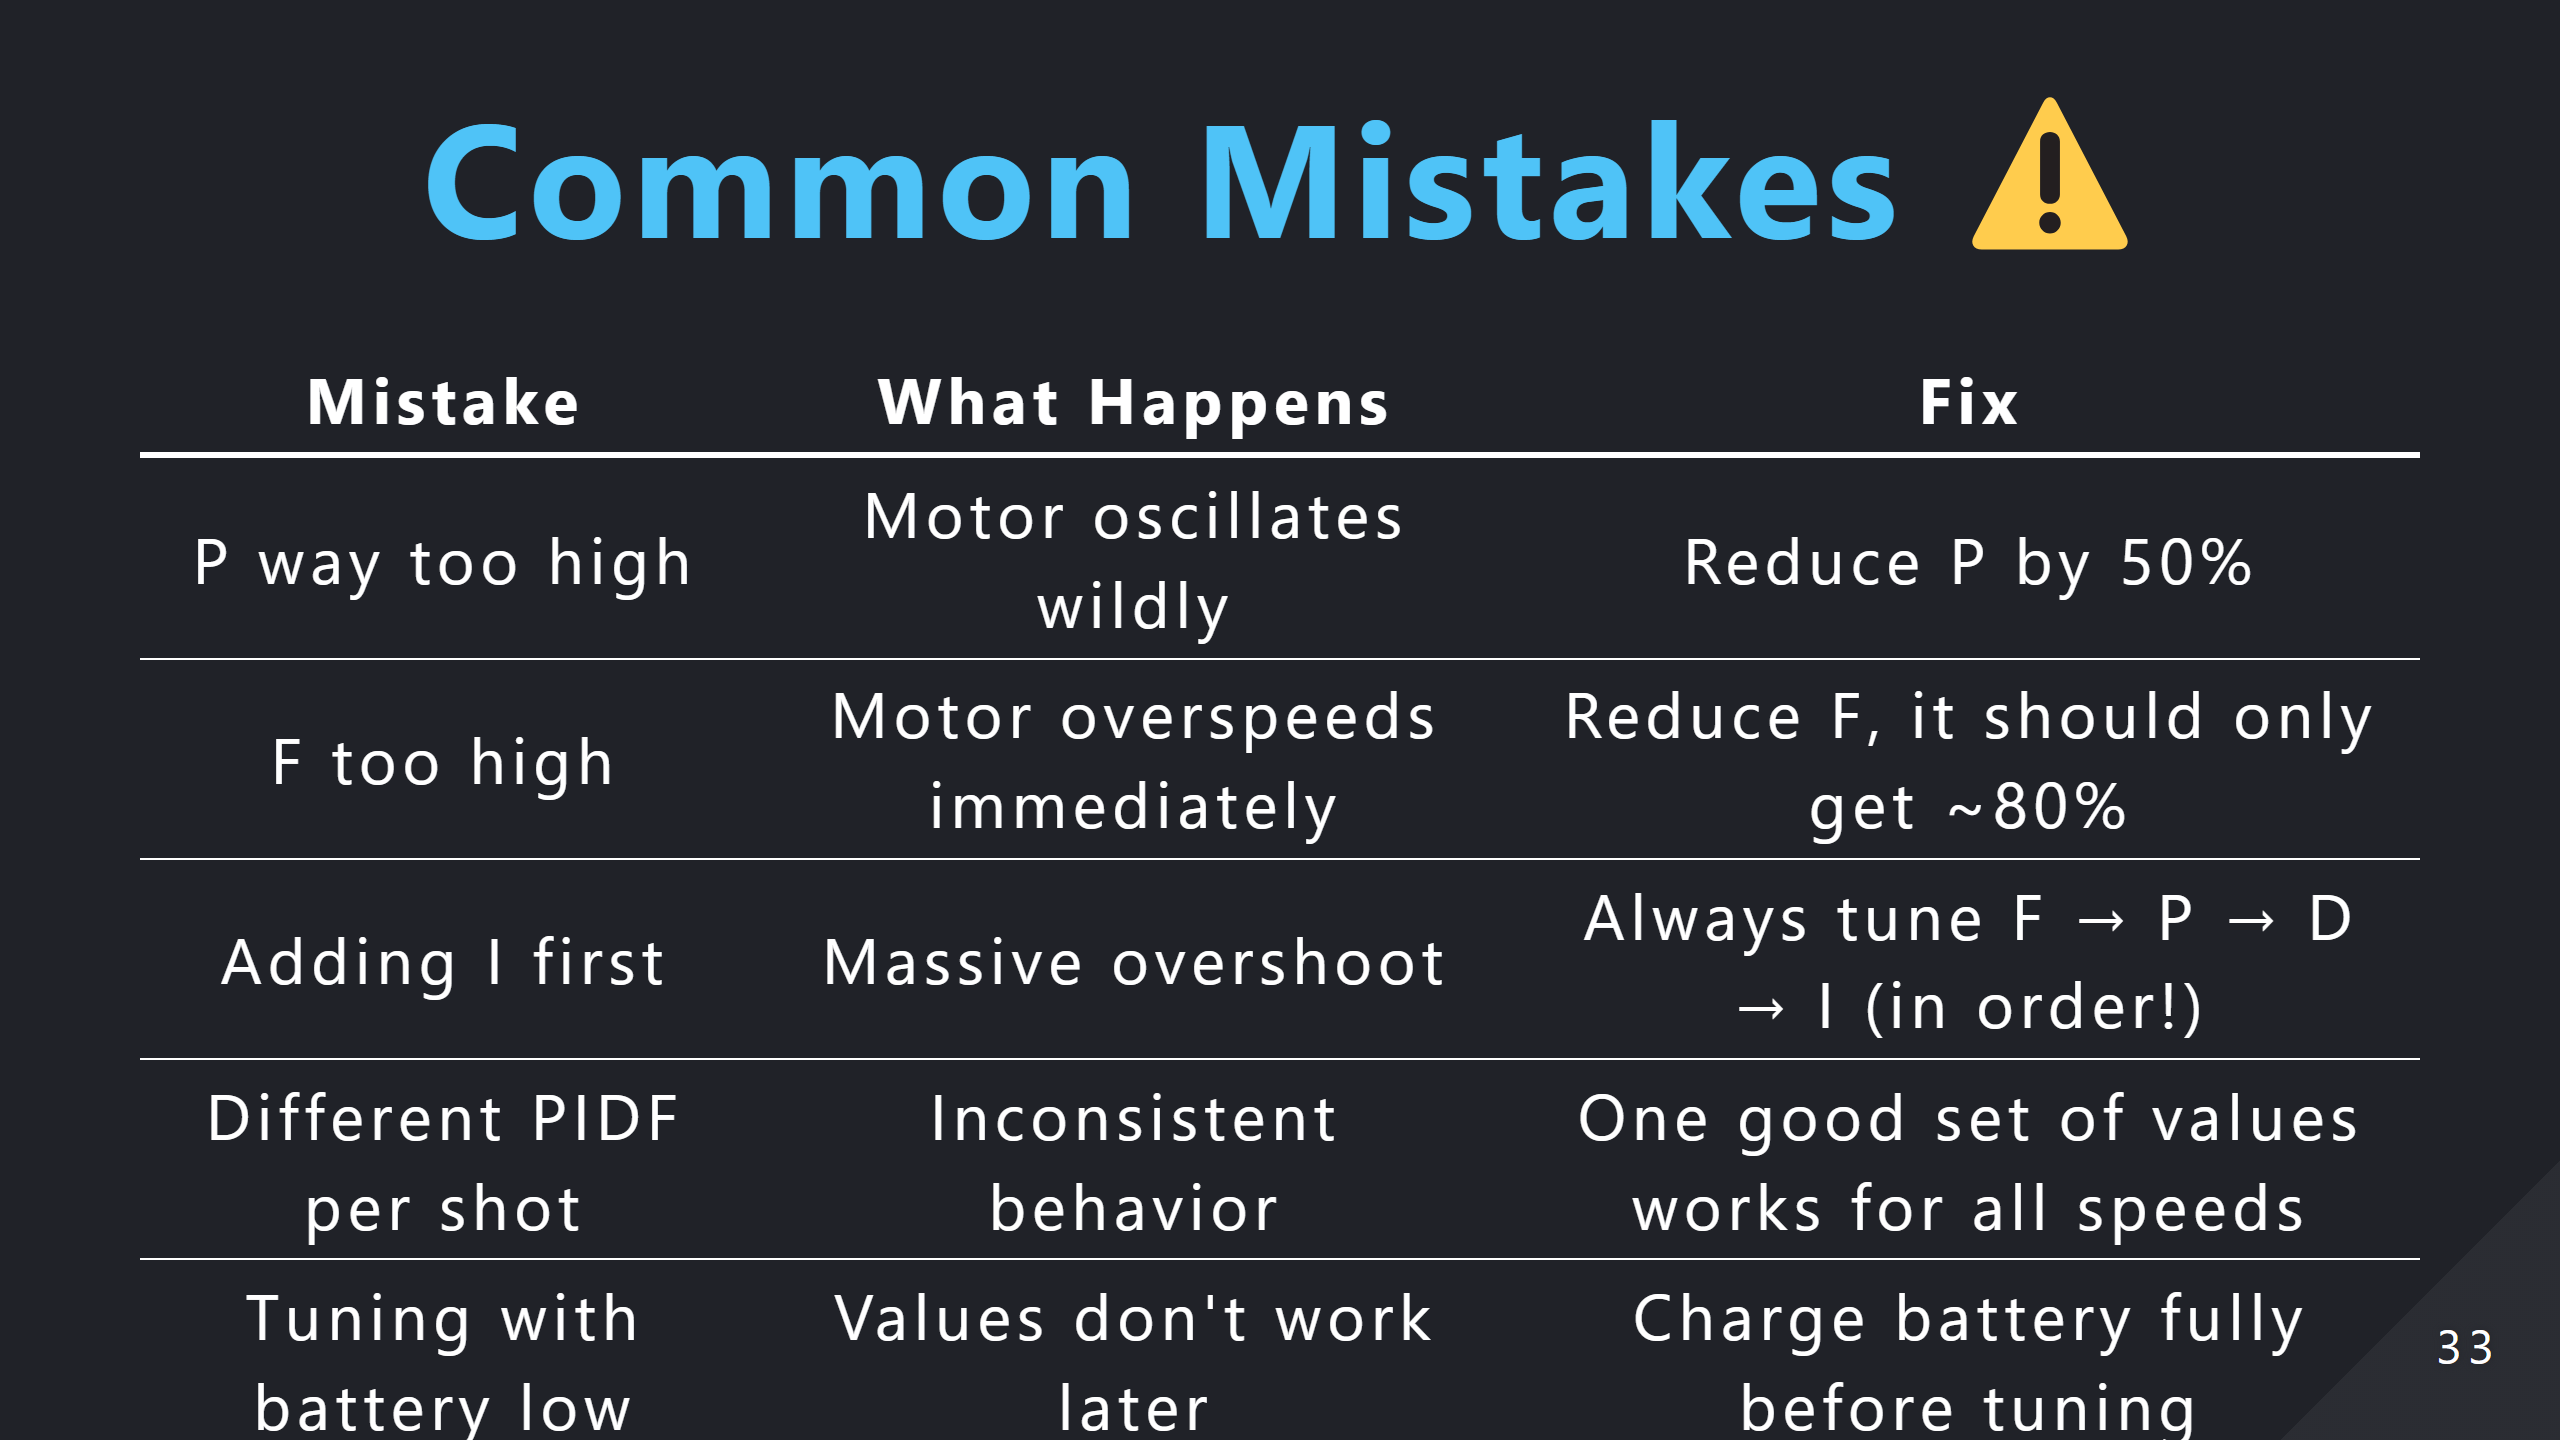 Common Mistakes ⚠️
Mistake What Happens Fix
P way too high
Motor oscillates
wildly
Reduce P by 50%
F too high
Motor overspeeds
immediately
Reduce F, it should only
get ~80%
Adding I first
Massive overshoot
Always tune F → P → D
→ I (in order!)
Different PIDF
per shot
Inconsistent
behavior
One good set of values
works for all speeds
Tuning with
battery low
Values don't work
later
Charge battery fully
before tuning
33